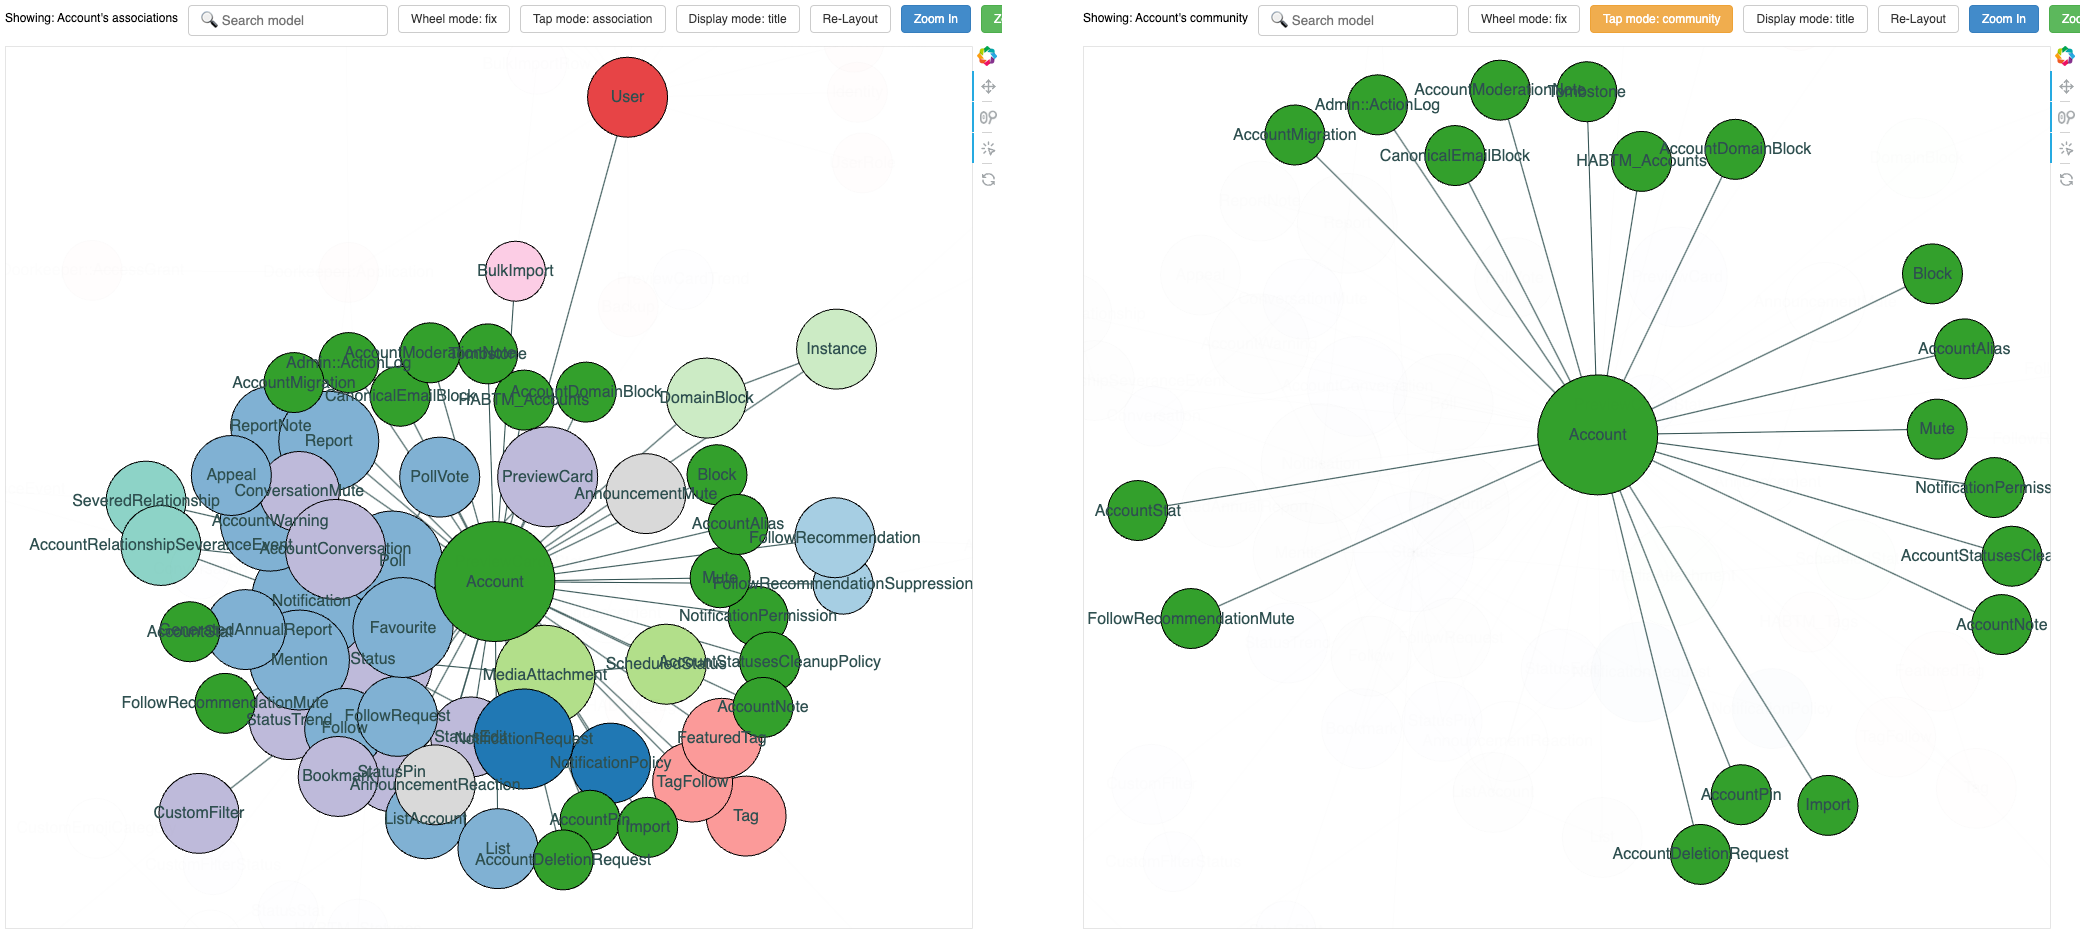 Showing: Account's associations
Search model
Wheel mode: fix
Tap mode: association
Display mode: title
Re-Layout
Zoom In
User
BulkImport
Instance
AccountModerationNote
Tombstone
Admin::ActionLog
AccountMigration
CanonicalEmailBlock
HABTM_Accounts
AccountDomainBlock
DomainBlock
ReportNote
Report
Appeal
PollVote
PreviewCard
Block
ConversationMute
AnnouncementMute
SeveredRelationship
AccountWarning
AccountAlias
FollowRecommendation
AccountRelationshipSeveranceEvent
AccountConversation
Poll
Account
Mute
FollowRecommendationSuppression
Notification
NotificationPermission
AccountStat
GeneratedAnnualReport
Favourite
Mention
Status
ScheduledStatus
AccountStatusesCleanupPolicy
MediaAttachment
FollowRecommendationMute
AccountNote
StatusTrend
FollowRequest
Follow
StatusEdit
NotificationRequest
FeaturedTag
NotificationPolicy
Bookmark
StatusPin
AnnouncementReaction
TagFollow
CustomFilter
ListAccount
AccountPin
Import
Tag
List
AccountDeletionRequest
Showing: Account's community
Search model
Wheel mode: fix
Tap mode: community
Display mode: title
Re-Layout
Zoom In
Zoo
AccountModerationNote
Tombstone
Admin::ActionLog
AccountMigration
CanonicalEmailBlock
HABTM_Accounts
AccountDomainBlock
Block
AccountAlias
Mute
Account
NotificationPermiss
AccountStat
AccountStatusesClea
FollowRecommendationMute
AccountNote
AccountPin
Import
AccountDeletionRequest